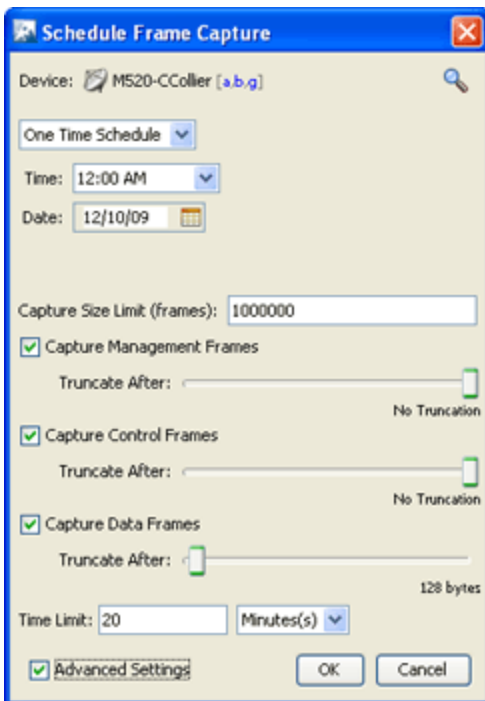 Schedule Frame Capture
Device: M520-CCollier [a,b,g]
One Time Schedule
Time: 12:00 AM
Date: 12/10/09
Capture Size Limit (frames): 1000000
Capture Management Frames
Truncate After:
No Truncation
Capture Control Frames
Truncate After:
No Truncation
Capture Data Frames
Truncate After:
128 bytes
Time Limit: 20 Minutes(s)
Advanced Settings OK Cancel